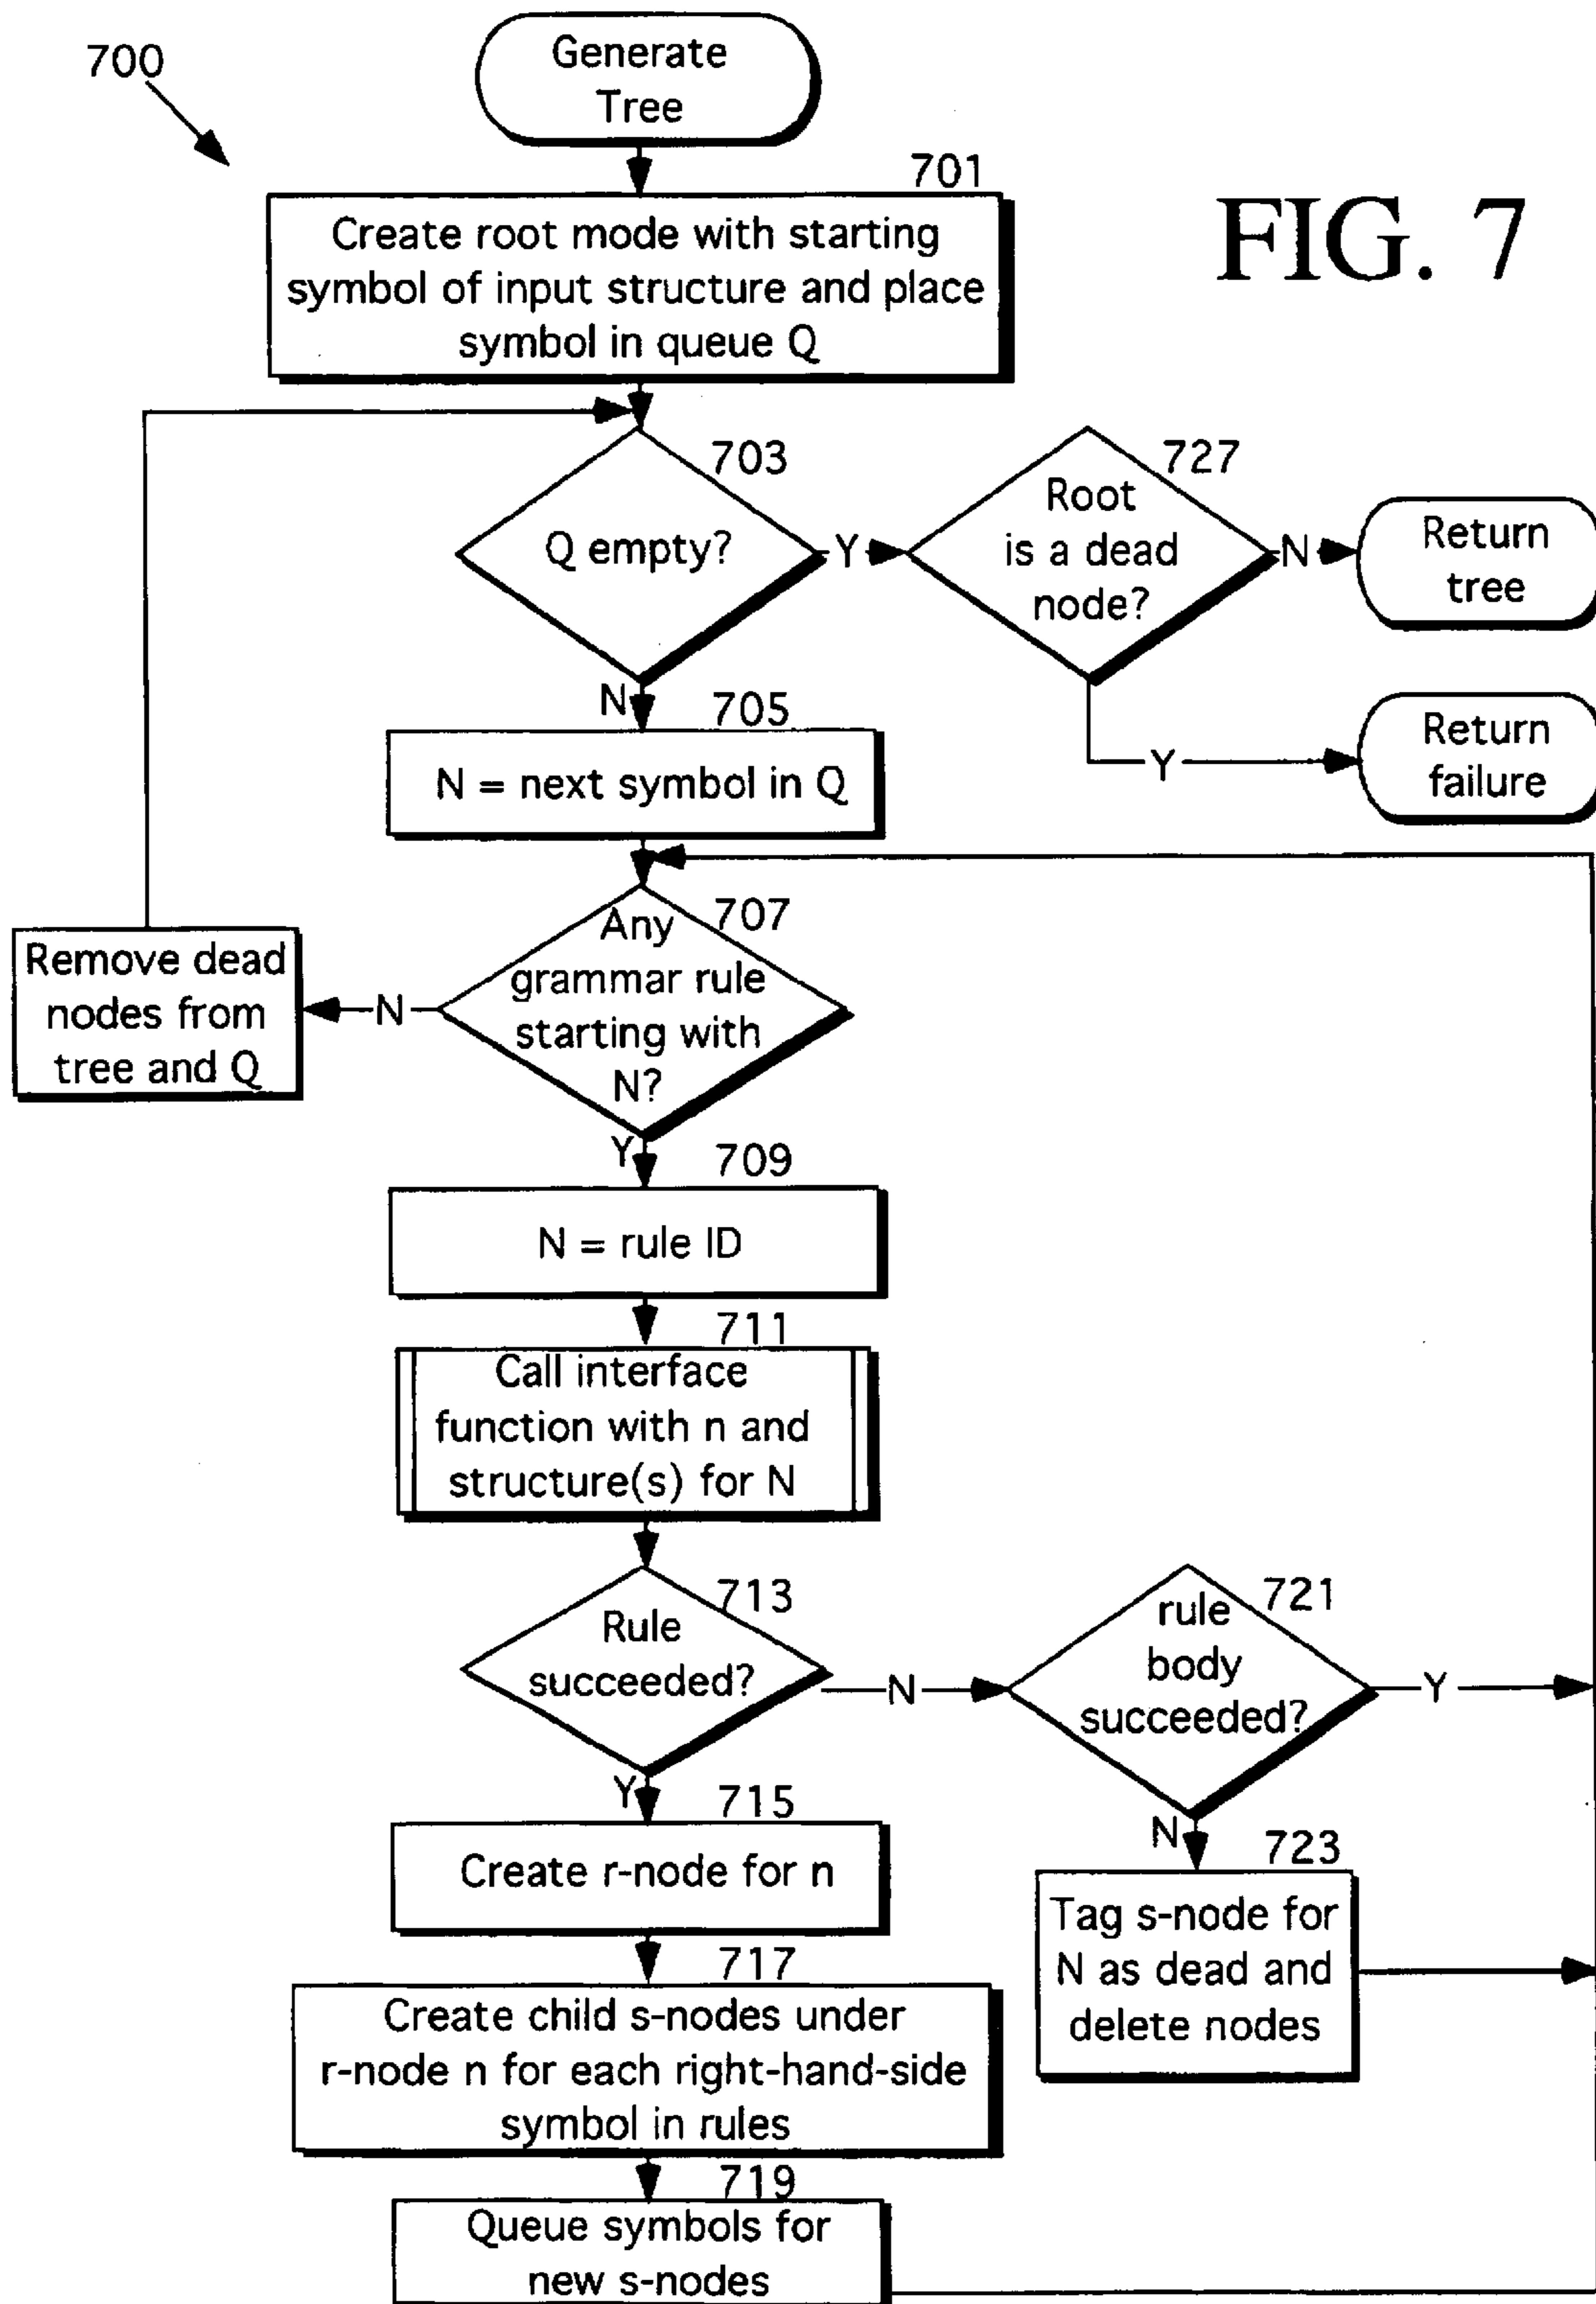 700
Generate
Tree
701
FIG. 7
Create root mode with starting
symbol of input structure and place
symbol in queue Q
703
Q empty?
Y
727
Root
is a dead
node?
N
Return
tree
N
705
Y
Return
failure
N = next symbol in Q
707
Any
grammar rule
starting with
N?
N
Remove dead
nodes from
tree and Q
Y
709
N = rule ID
711
Call interface
function with n and
structure(s) for N
713
Rule
succeeded?
N
721
rule
body
succeeded?
Y
Y
715
Create r-node for n
N
723
Tag s-node for
N as dead and
delete nodes
717
Create child s-nodes under
r-node n for each right-hand-side
symbol in rules
719
Queue symbols for
new s-nodes